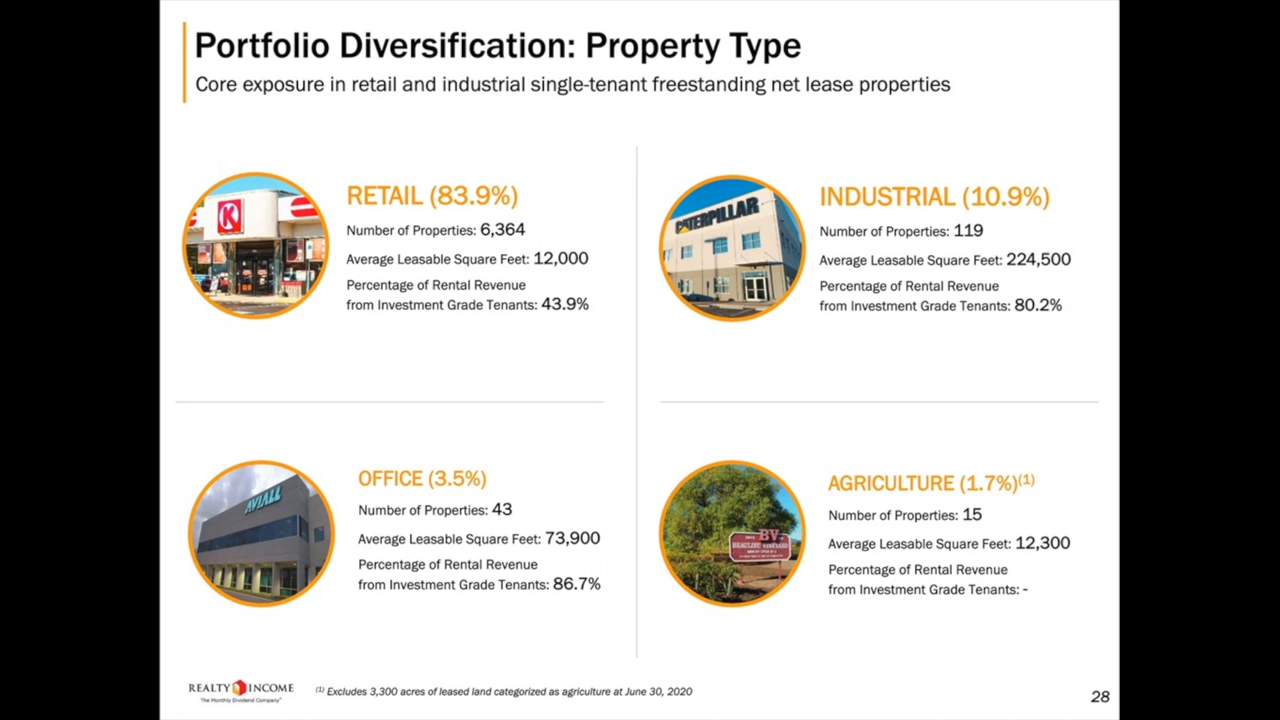 Portfolio Diversification: Property Type
Core exposure in retail and industrial single-tenant freestanding net lease properties
K
RETAIL (83.9%)
Number of Properties: 6,364
Average Leasable Square Feet: 12,000
Percentage of Rental Revenue
from Investment Grade Tenants: 43.9%
CATERPILLAR
INDUSTRIAL (10.9%)
Number of Properties: 119
Average Leasable Square Feet: 224,500
Percentage of Rental Revenue
from Investment Grade Tenants: 80.2%
AVIALL
OFFICE (3.5%)
Number of Properties: 43
Average Leasable Square Feet: 73,900
Percentage of Rental Revenue
from Investment Grade Tenants: 86.7%
BV
BEAULIEU VINEYARD
AGRICULTURE (1.7%)(1)
Number of Properties: 15
Average Leasable Square Feet: 12,300
Percentage of Rental Revenue
from Investment Grade Tenants: -
REALTY INCOME
The Monthly Dividend Company®
(1) Excludes 3,300 acres of leased land categorized as agriculture at June 30, 2020
28